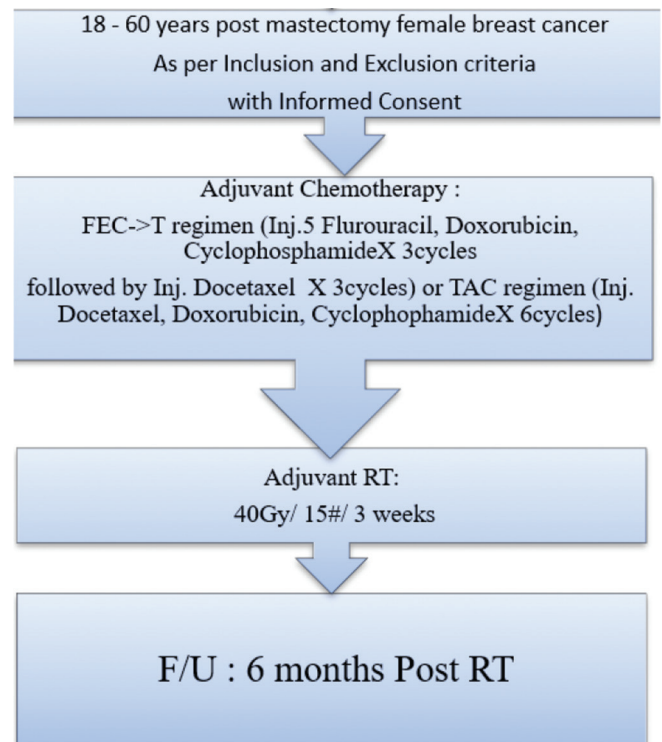 18 - 60 years post mastectomy female breast cancer
As per Inclusion and Exclusion criteria
with Informed Consent
Adjuvant Chemotherapy :
FEC->T regimen (Inj.5 Flurouracil, Doxorubicin,
CyclophosphamideX 3cycles
followed by Inj. Docetaxel X 3cycles) or TAC regimen (Inj.
Docetaxel, Doxorubicin, CyclophophamideX 6cycles)
Adjuvant RT:
40Gy/ 15#/ 3 weeks
F/U : 6 months Post RT